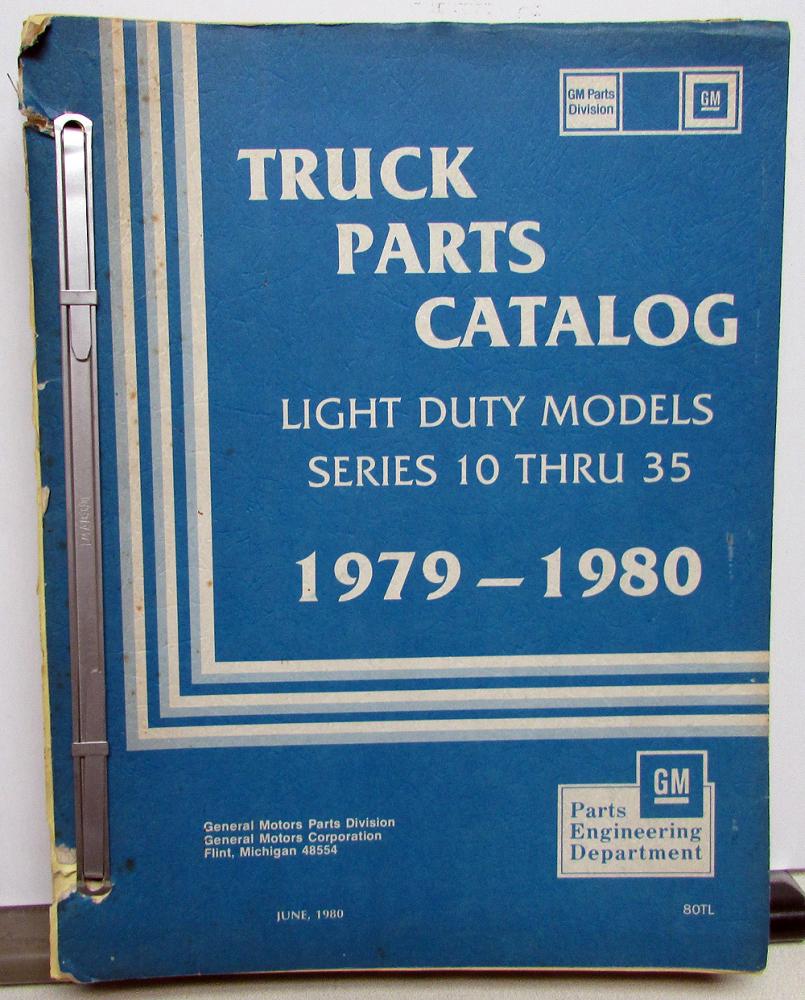 GM Parts
Division
GM
TRUCK
PARTS
CATALOG
LIGHT DUTY MODELS
SERIES 10 THRU 35
1979 – 1980
GM
Parts
Engineering
Department
General Motors Parts Division
General Motors Corporation
Flint, Michigan 48554
JUNE, 1980
80TL